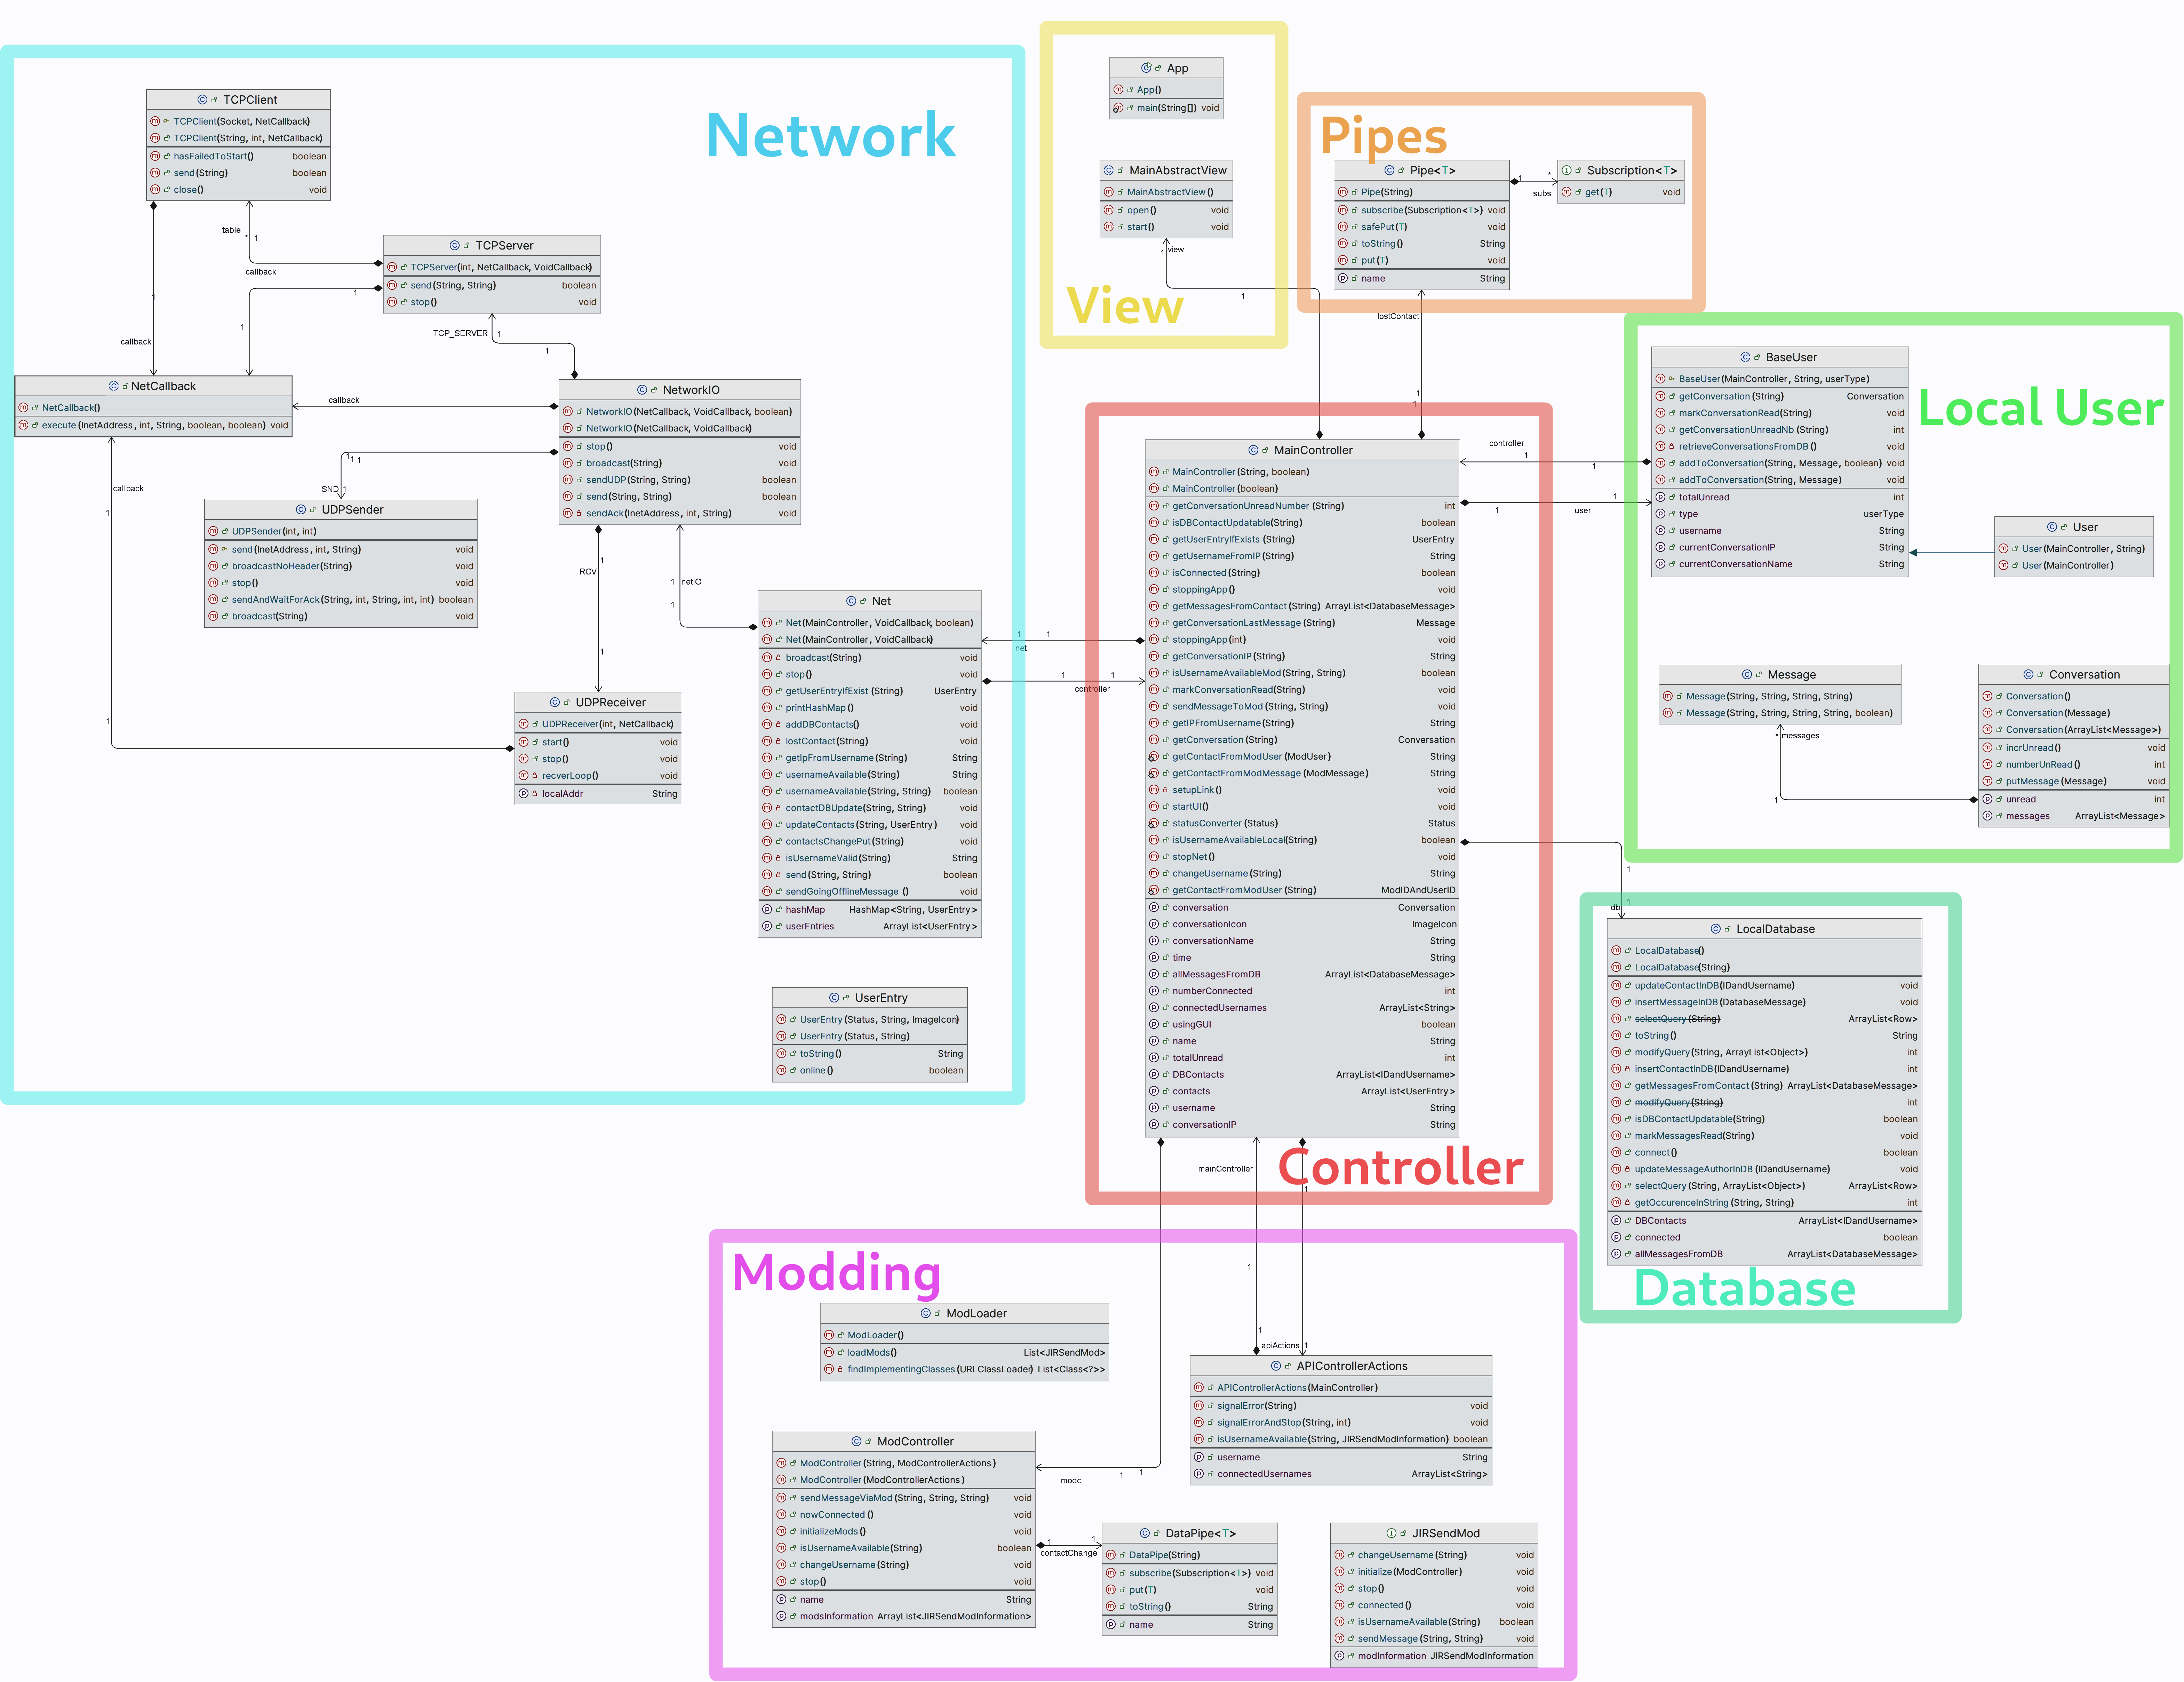 Network
TCPClient
TCPClient(Socket, NetCallback)
TCPClient(String, int, NetCallback)
hasFailedToStart() boolean
send(String) boolean
close() void
table
* 1
callback
1
1
1
callback
TCPServer
TCPServer(int, NetCallback, VoidCallback)
send(String, String) boolean
stop() void
TCP_SERVER 1
1
NetCallback
NetCallback()
execute(InetAddress, int, String, boolean, boolean) void
callback
NetworkIO
NetworkIO(NetCallback, VoidCallback, boolean)
NetworkIO(NetCallback, VoidCallback)
stop() void
broadcast(String) void
sendUDP(String, String) boolean
send(String, String) boolean
sendAck(InetAddress, int, String) void
1 1 1
SND 1
callback
1
1
UDPSender
UDPSender(int, int)
send(InetAddress, int, String) void
broadcastNoHeader(String) void
stop() void
sendAndWaitForAck(String, int, String, int, int) boolean
broadcast(String) void
1
RCV
1
1 netIO
1
UDPReceiver
UDPReceiver(int, NetCallback)
start() void
stop() void
recverLoop() void
localAddr String
Net
Net(MainController, VoidCallback, boolean)
Net(MainController, VoidCallback)
broadcast(String) void
stop() void
getUserEntryIfExist(String) UserEntry
printHashMap() void
addDBContacts() void
lostContact(String) void
getIpFromUsername(String) String
usernameAvailable(String) String
usernameAvailable(String, String) boolean
contactDBUpdate(String, String) void
updateContacts(String, UserEntry) void
contactsChangePut(String) void
isUsernameValid(String) String
send(String, String) boolean
sendGoingOfflineMessage() void
hashMap HashMap<String, UserEntry>
userEntries ArrayList<UserEntry>
UserEntry
UserEntry(Status, String, ImageIcon)
UserEntry(Status, String)
toString() String
online() boolean
1 1
net
1 1
controller
View
App
App()
main(String[]) void
MainAbstractView
MainAbstractView()
open() void
start() void
view
1
1
Pipes
Pipe<T>
Pipe(String)
subscribe(Subscription<T>) void
safePut(T) void
toString() String
put(T) void
name String
1 *
subs
Subscription<T>
get(T) void
lostContact
1
1
Controller
MainController
MainController(String, boolean)
MainController(boolean)
getConversationUnreadNumber(String) int
isDBContactUpdatable(String) boolean
getUserEntryIfExists(String) UserEntry
getUsernameFromIP(String) String
isConnected(String) boolean
stoppingApp() void
getMessagesFromContact(String) ArrayList<DatabaseMessage>
getConversationLastMessage(String) Message
stoppingApp(int) void
getConversationIP(String) String
isUsernameAvailableMod(String, String) boolean
markConversationRead(String) void
sendMessageToMod(String, String) void
getIPFromUsername(String) String
getConversation(String) Conversation
getContactFromModUser(ModUser) String
getContactFromModMessage(ModMessage) String
setupLink() void
startUI() void
statusConverter(Status) Status
isUsernameAvailableLocal(String) boolean
stopNet() void
changeUsername(String) String
getContactFromModUser(String) ModIDAndUserID
conversation Conversation
conversationIcon ImageIcon
conversationName String
time String
allMessagesFromDB ArrayList<DatabaseMessage>
numberConnected int
connectedUsernames ArrayList<String>
usingGUI boolean
name String
totalUnread int
DBContacts ArrayList<IDandUsername>
contacts ArrayList<UserEntry>
username String
conversationIP String
controller
1
1
1
1 user
Local User
BaseUser
BaseUser(MainController, String, userType)
getConversation(String) Conversation
markConversationRead(String) void
getConversationUnreadNb(String) int
retrieveConversationsFromDB() void
addToConversation(String, Message, boolean) void
addToConversation(String, Message) void
totalUnread int
type userType
username String
currentConversationIP String
currentConversationName String
User
User(MainController, String)
User(MainController)
Message
Message(String, String, String, String)
Message(String, String, String, String, boolean)
* messages
1
Conversation
Conversation()
Conversation(Message)
Conversation(ArrayList<Message>)
incrUnread() void
numberUnRead() int
putMessage(Message) void
unread int
messages ArrayList<Message>
1
1
db
Database
LocalDatabase
LocalDatabase()
LocalDatabase(String)
updateContactInDB(IDandUsername) void
insertMessageInDB(DatabaseMessage) void
selectQuery(String) ArrayList<Row>
toString() String
modifyQuery(String, ArrayList<Object>) int
insertContactInDB(IDandUsername) int
getMessagesFromContact(String) ArrayList<DatabaseMessage>
modifyQuery(String) int
isDBContactUpdatable(String) boolean
markMessagesRead(String) void
connect() boolean
updateMessageAuthorInDB(IDandUsername) void
selectQuery(String, ArrayList<Object>) ArrayList<Row>
getOccurenceInString(String, String) int
DBContacts ArrayList<IDandUsername>
connected boolean
allMessagesFromDB ArrayList<DatabaseMessage>
mainController
1
1
1
apiActions 1
Modding
ModLoader
ModLoader()
loadMods() List<JIRSendMod>
findImplementingClasses(URLClassLoader) List<Class<?>>
APIControllerActions
APIControllerActions(MainController)
signalError(String) void
signalErrorAndStop(String, int) void
isUsernameAvailable(String, JIRSendModInformation) boolean
username String
connectedUsernames ArrayList<String>
modc 1 1
ModController
ModController(String, ModControllerActions)
ModController(ModControllerActions)
sendMessageViaMod(String, String, String) void
nowConnected() void
initializeMods() void
isUsernameAvailable(String) boolean
changeUsername(String) void
stop() void
name String
modsInformation ArrayList<JIRSendModInformation>
1 1
contactChange
DataPipe<T>
DataPipe(String)
subscribe(Subscription<T>) void
put(T) void
toString() String
name String
JIRSendMod
changeUsername(String) void
initialize(ModController) void
stop() void
connected() void
isUsernameAvailable(String) boolean
sendMessage(String, String) void
modInformation JIRSendModInformation